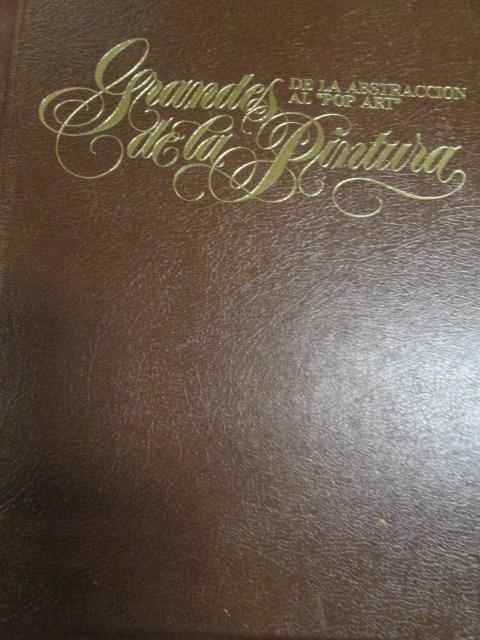 Grandes
DE LA ABSTRACCION
AL "POP ART"
de la Pintura